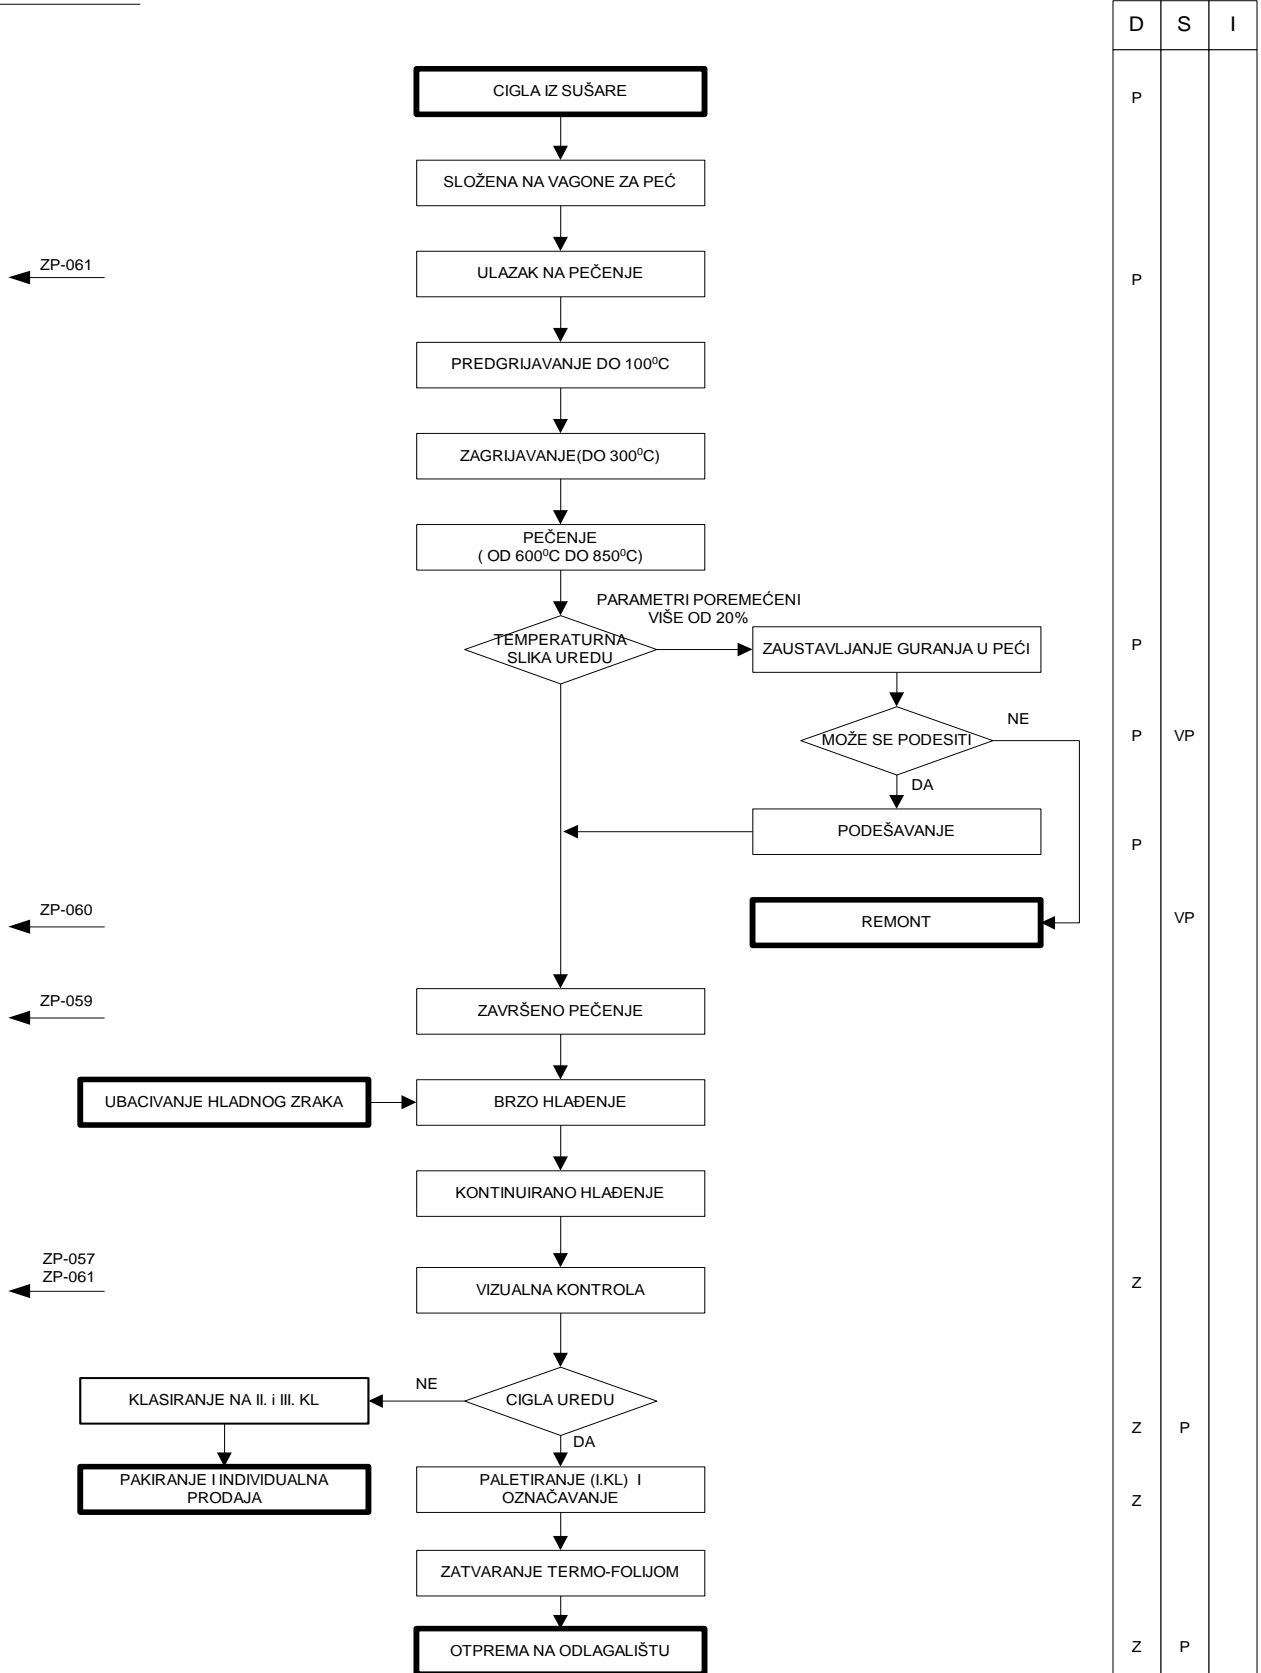 D S I
CIGLA IZ SUŠARE
P
SLOŽENA NA VAGONE ZA PEĆ
ZP-061
ULAZAK NA PEČENJE
P
PREDGRIJAVANJE DO 100⁰C
ZAGRIJAVANJE(DO 300⁰C)
PEČENJE
( OD 600⁰C DO 850⁰C)
PARAMETRI POREMEĆENI
VIŠE OD 20%
TEMPERATURNA
SLIKA UREDU
ZAUSTAVLJANJE GURANJA U PEĆI
P
MOŽE SE PODESITI
NE
P VP
DA
PODEŠAVANJE
P
ZP-060
REMONT
VP
ZP-059
ZAVRŠENO PEČENJE
UBACIVANJE HLADNOG ZRAKA
BRZO HLAĐENJE
KONTINUIRANO HLAĐENJE
ZP-057
ZP-061
VIZUALNA KONTROLA
Z
KLASIRANJE NA II. i III. KL
NE
CIGLA UREDU
Z P
DA
PAKIRANJE I INDIVIDUALNA
PRODAJA
PALETIRANJE (I.KL) I
OZNAČAVANJE
Z
ZATVARANJE TERMO-FOLIJOM
OTPREMA NA ODLAGALIŠTU
Z P